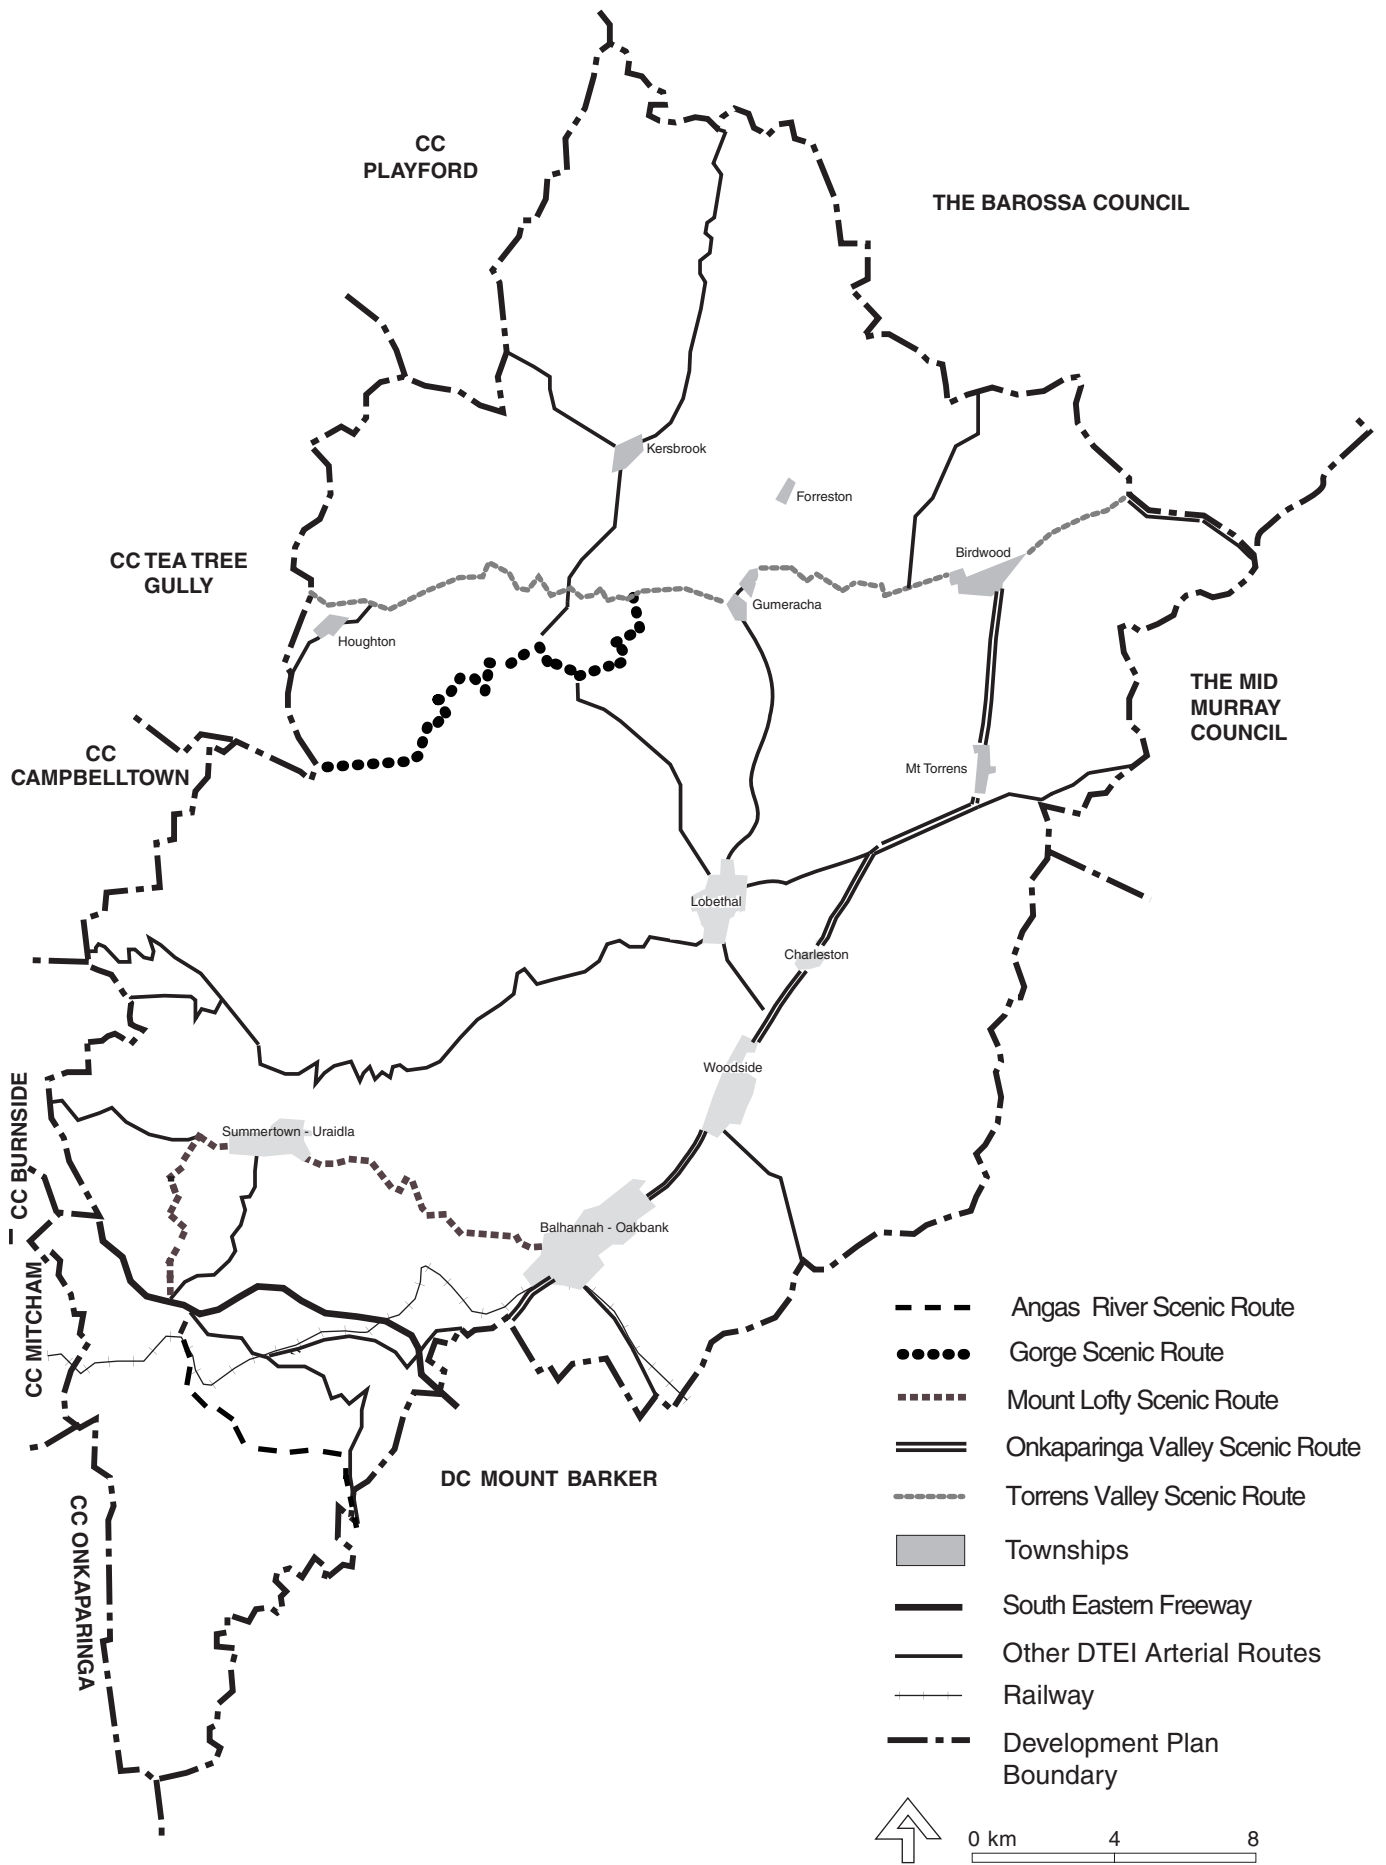 CC
PLAYFORD
THE BAROSSA COUNCIL
Kersbrook
Forreston
CC TEA TREE
GULLY
Birdwood
Gumeracha
Houghton
THE MID
MURRAY
COUNCIL
CC
CAMPBELLTOWN
Mt Torrens
Lobethal
Charleston
Woodside
CC BURNSIDE
Summertown - Uraidla
Balhannah - Oakbank
CC MITCHAM
DC MOUNT BARKER
CC ONKAPARINGA
Angas River Scenic Route
Gorge Scenic Route
Mount Lofty Scenic Route
Onkaparinga Valley Scenic Route
Torrens Valley Scenic Route
Townships
South Eastern Freeway
Other DTEI Arterial Routes
Railway
Development Plan
Boundary
0 km 4 8